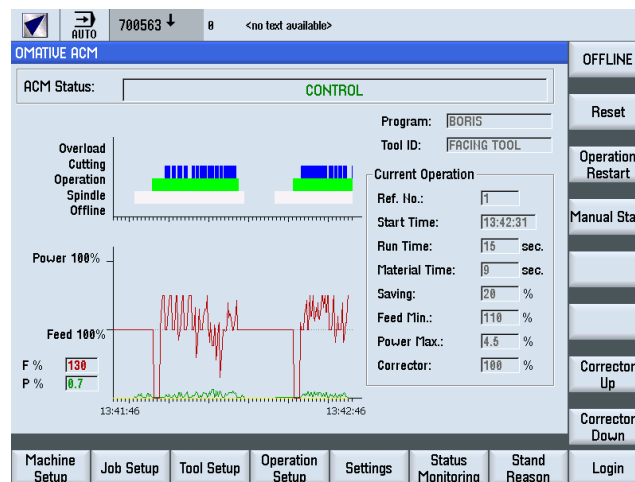 AUTO
700563
0
<no text available>
OMATIVE ACM
ACM Status:
CONTROL
Program:
BORIS
Tool ID:
FACING TOOL
Overload
Cutting
Operation
Spindle
Offline
Current Operation
Ref. No.:
1
Start Time:
13:42:31
Run Time:
15
sec.
Material Time:
9
sec.
Saving:
20
%
Feed Min.:
110
%
Power Max.:
4.5
%
Corrector:
100
%
Power 100%
Feed 100%
F %
130
P %
0.7
13:41:46
13:42:46
OFFLINE
Reset
Operation
Restart
Manual Sta
Corrector
Up
Corrector
Down
Machine
Setup
Job Setup
Tool Setup
Operation
Setup
Settings
Status
Monitoring
Stand
Reason
Login